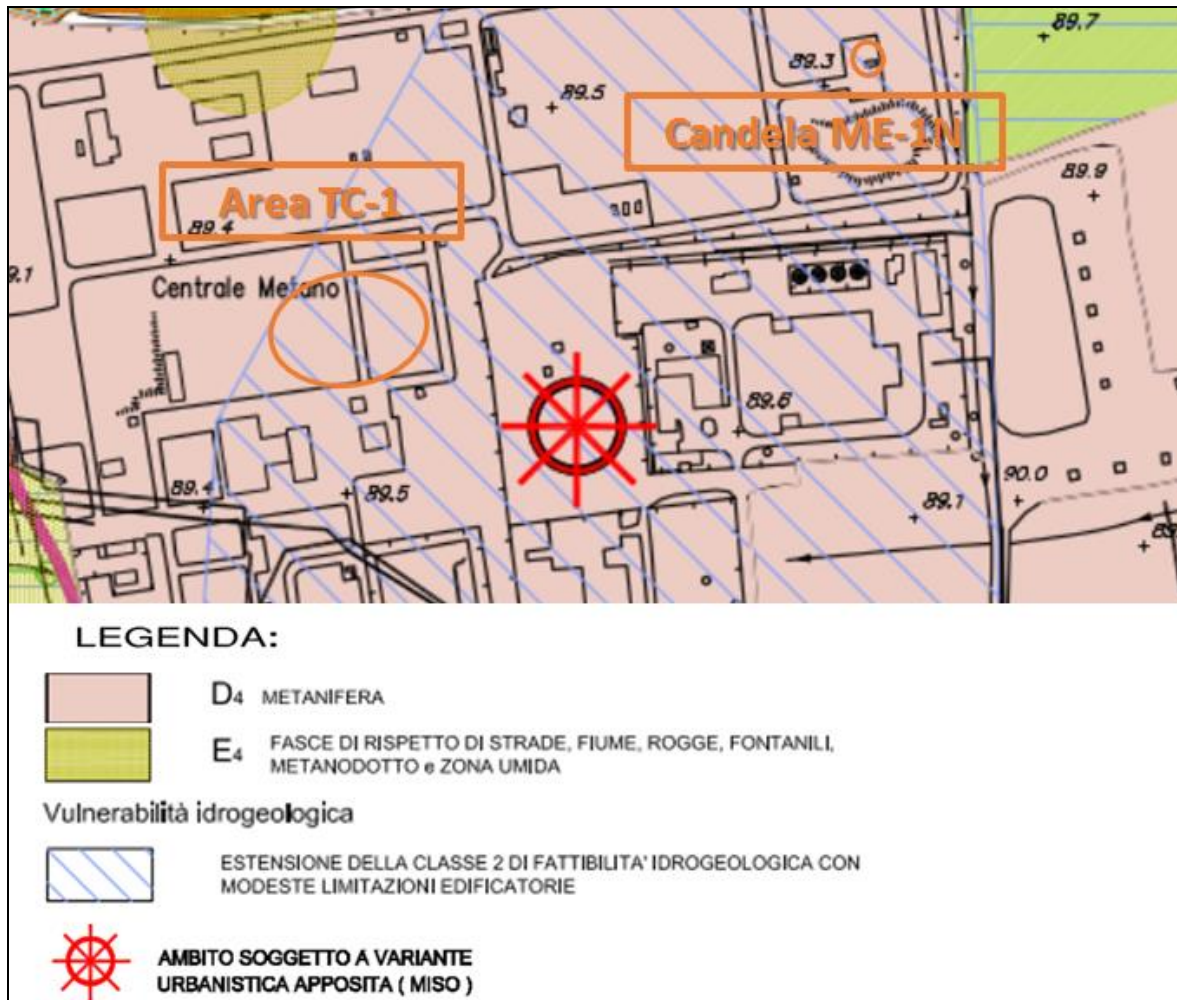 89.7
89.3
89.5
Candela ME-1N
89.9
Area TC-1
89.4
9.1
Centrale Metano
89.6
89.4
89.5
90.0
89.1
89
LEGENDA:
D4 METANIFERA
E4 FASCE DI RISPETTO DI STRADE, FIUME, ROGGE, FONTANILI,
METANODOTTO e ZONA UMIDA
Vulnerabilità idrogeologica
ESTENSIONE DELLA CLASSE 2 DI FATTIBILITA' IDROGEOLOGICA CON
MODESTE LIMITAZIONI EDIFICATORIE
AMBITO SOGGETTO A VARIANTE
URBANISTICA APPOSITA ( MISO )